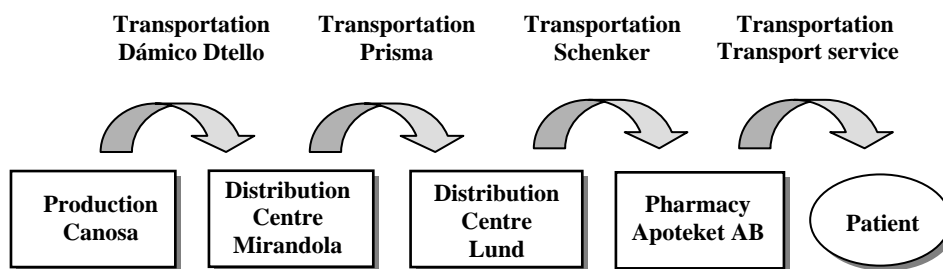 Transportation
Dámico Dtello
Transportation
Prisma
Transportation
Schenker
Transportation
Transport service
Production
Canosa
Distribution
Centre
Mirandola
Distribution
Centre
Lund
Pharmacy
Apoteket AB
Patient